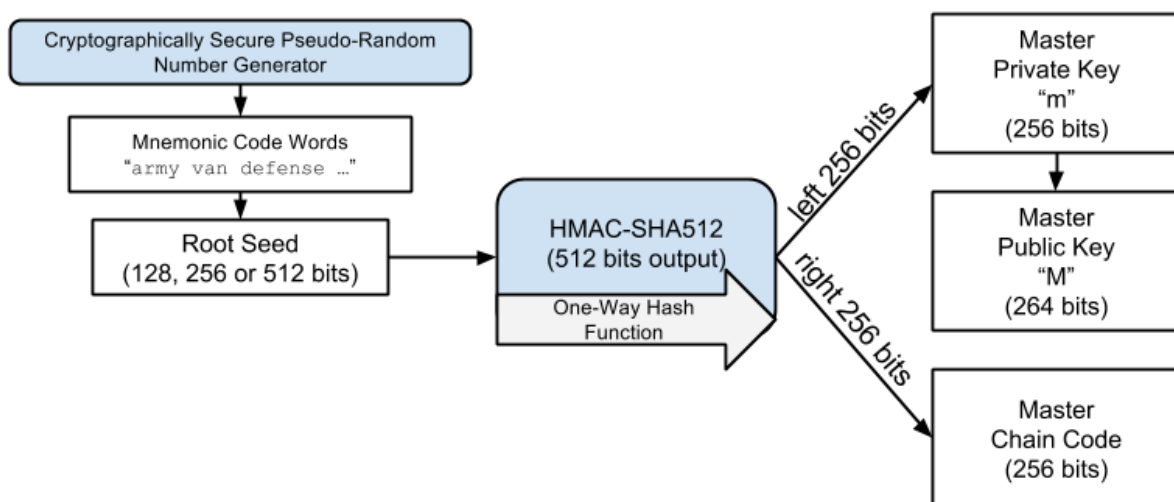 Cryptographically Secure Pseudo-Random
Number Generator
Mnemonic Code Words
“army van defense …”
Root Seed
(128, 256 or 512 bits)
HMAC-SHA512
(512 bits output)
One-Way Hash
Function
left 256 bits
right 256 bits
Master
Private Key
“m”
(256 bits)
Master
Public Key
“M”
(264 bits)
Master
Chain Code
(256 bits)